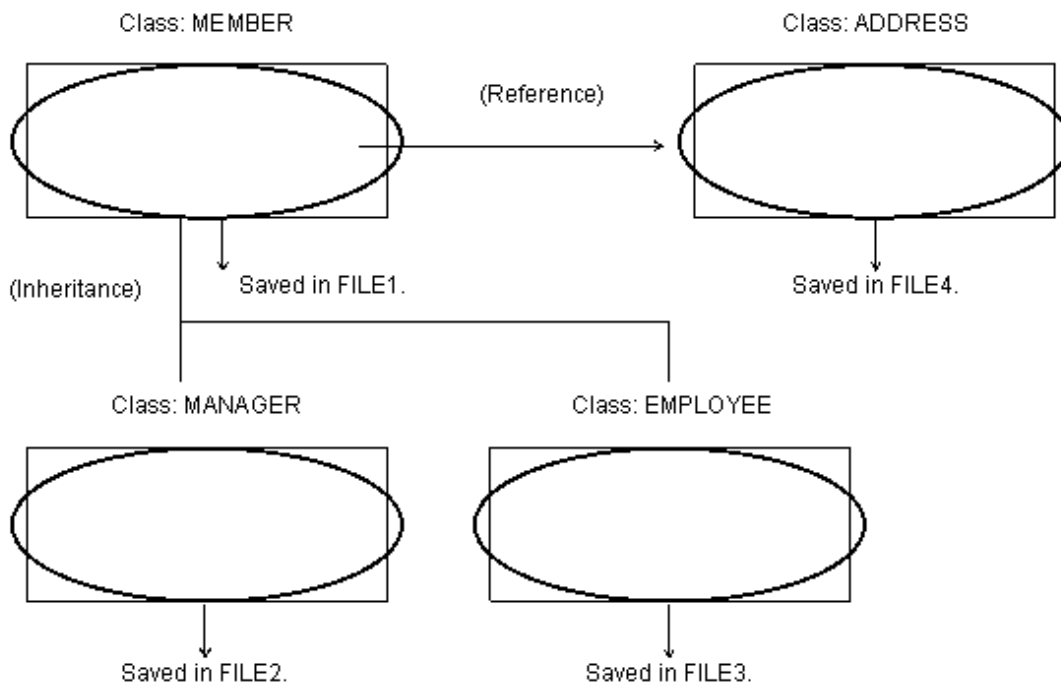 Class: MEMBER
Class: ADDRESS
(Reference)
(Inheritance)
Saved in FILE1.
Saved in FILE4.
Class: MANAGER
Class: EMPLOYEE
Saved in FILE2.
Saved in FILE3.